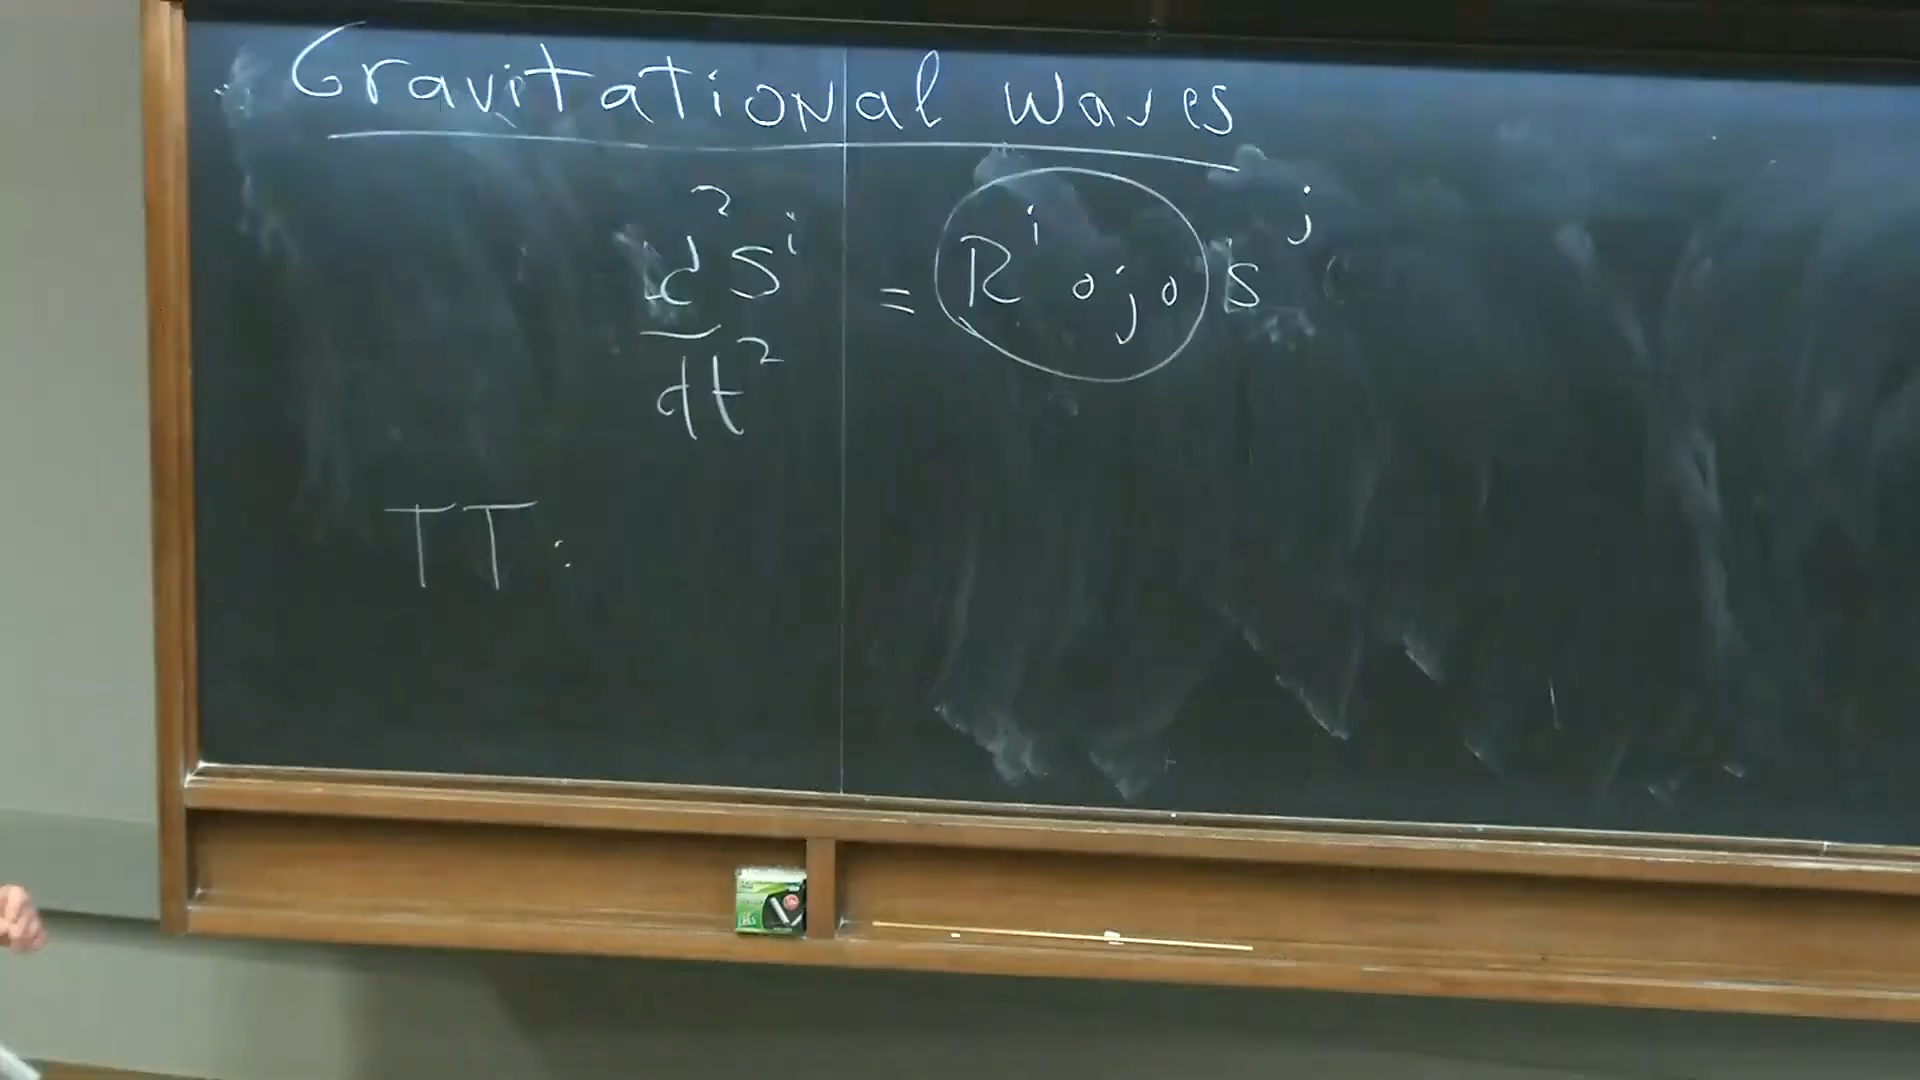 Gravitational Waves
d²Sⁱ/dt² = Rⁱ₀ⱼ₀ Sʲ
TT: